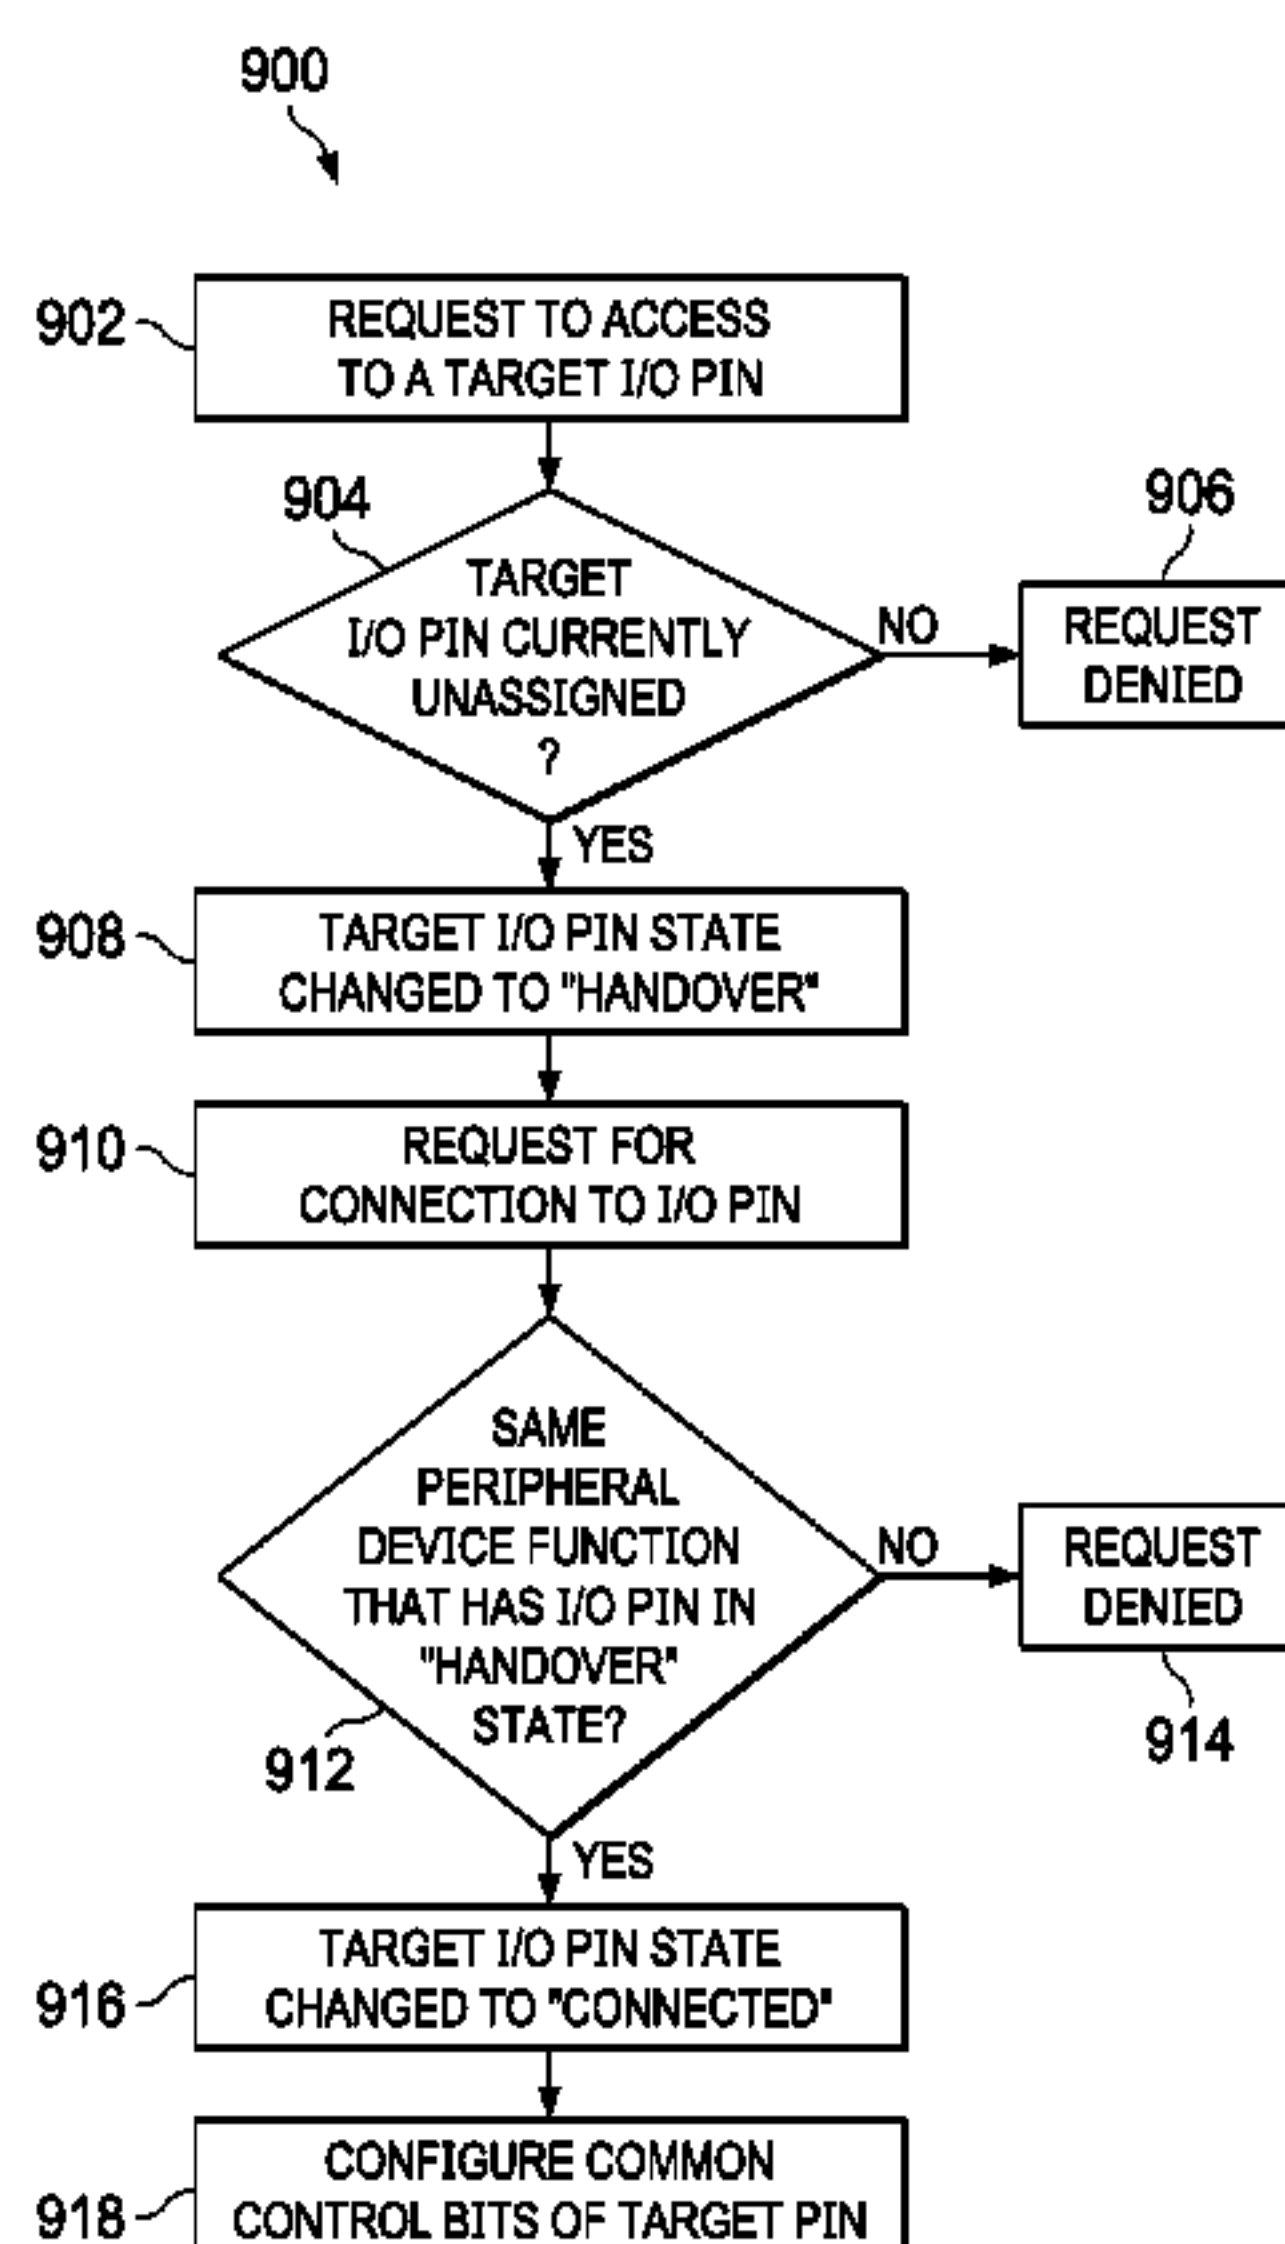 900
902
REQUEST TO ACCESS
TO A TARGET I/O PIN
904
TARGET
I/O PIN CURRENTLY
UNASSIGNED
?
NO
906
REQUEST
DENIED
YES
908
TARGET I/O PIN STATE
CHANGED TO "HANDOVER"
910
REQUEST FOR
CONNECTION TO I/O PIN
SAME
PERIPHERAL
DEVICE FUNCTION
THAT HAS I/O PIN IN
"HANDOVER"
STATE?
912
NO
REQUEST
DENIED
914
YES
916
TARGET I/O PIN STATE
CHANGED TO "CONNECTED"
918
CONFIGURE COMMON
CONTROL BITS OF TARGET PIN